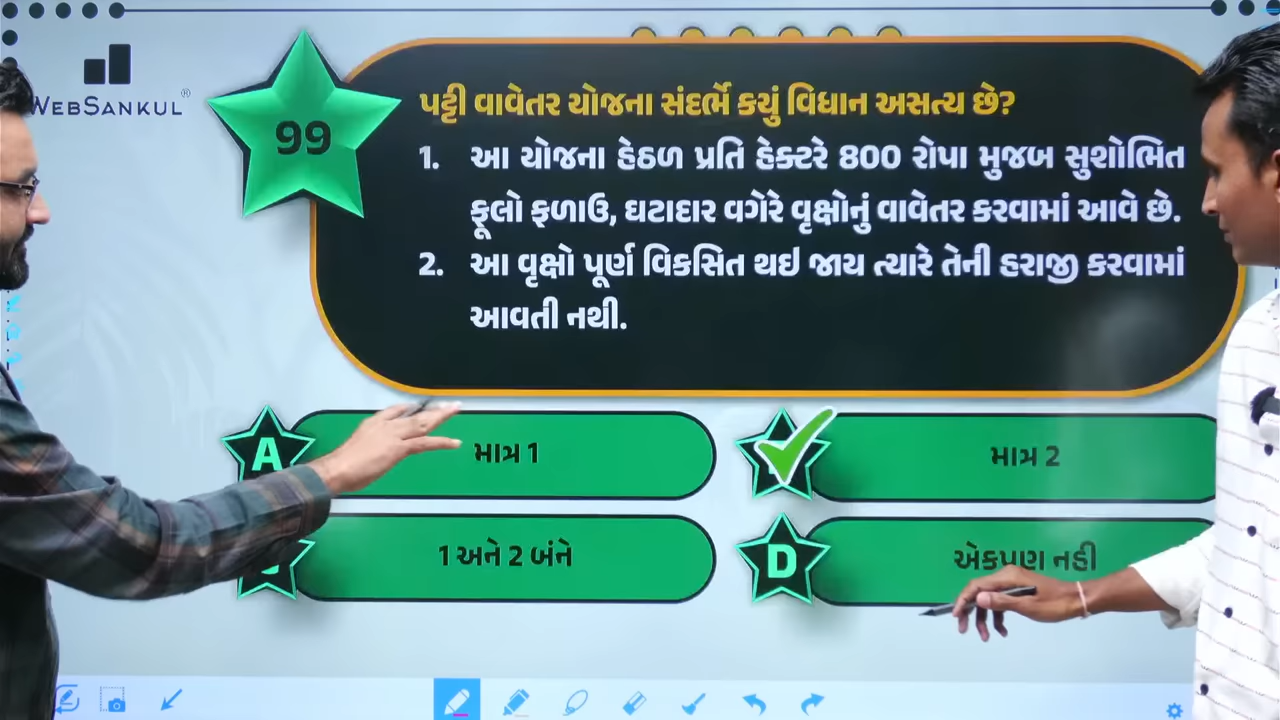 WEBSANKUL®
99
પટ્ટી વાવેતર યોજના સંદર્ભે કયું વિધાન અસત્ય છે?
1. આ યોજના હેઠળ પ્રતિ હેક્ટરે 800 રોપા મુજબ સુશોભિત
ફૂલો ફળાઉ, ઘટાદાર વગેરે વૃક્ષોનું વાવેતર કરવામાં આવે છે.
2. આ વૃક્ષો પૂર્ણ વિકસિત થઇ જાય ત્યારે તેની હરાજી કરવામાં
આવતી નથી.
A માત્ર 1
માત્ર 2
1 અને 2 બંને
D એકપણ નહી